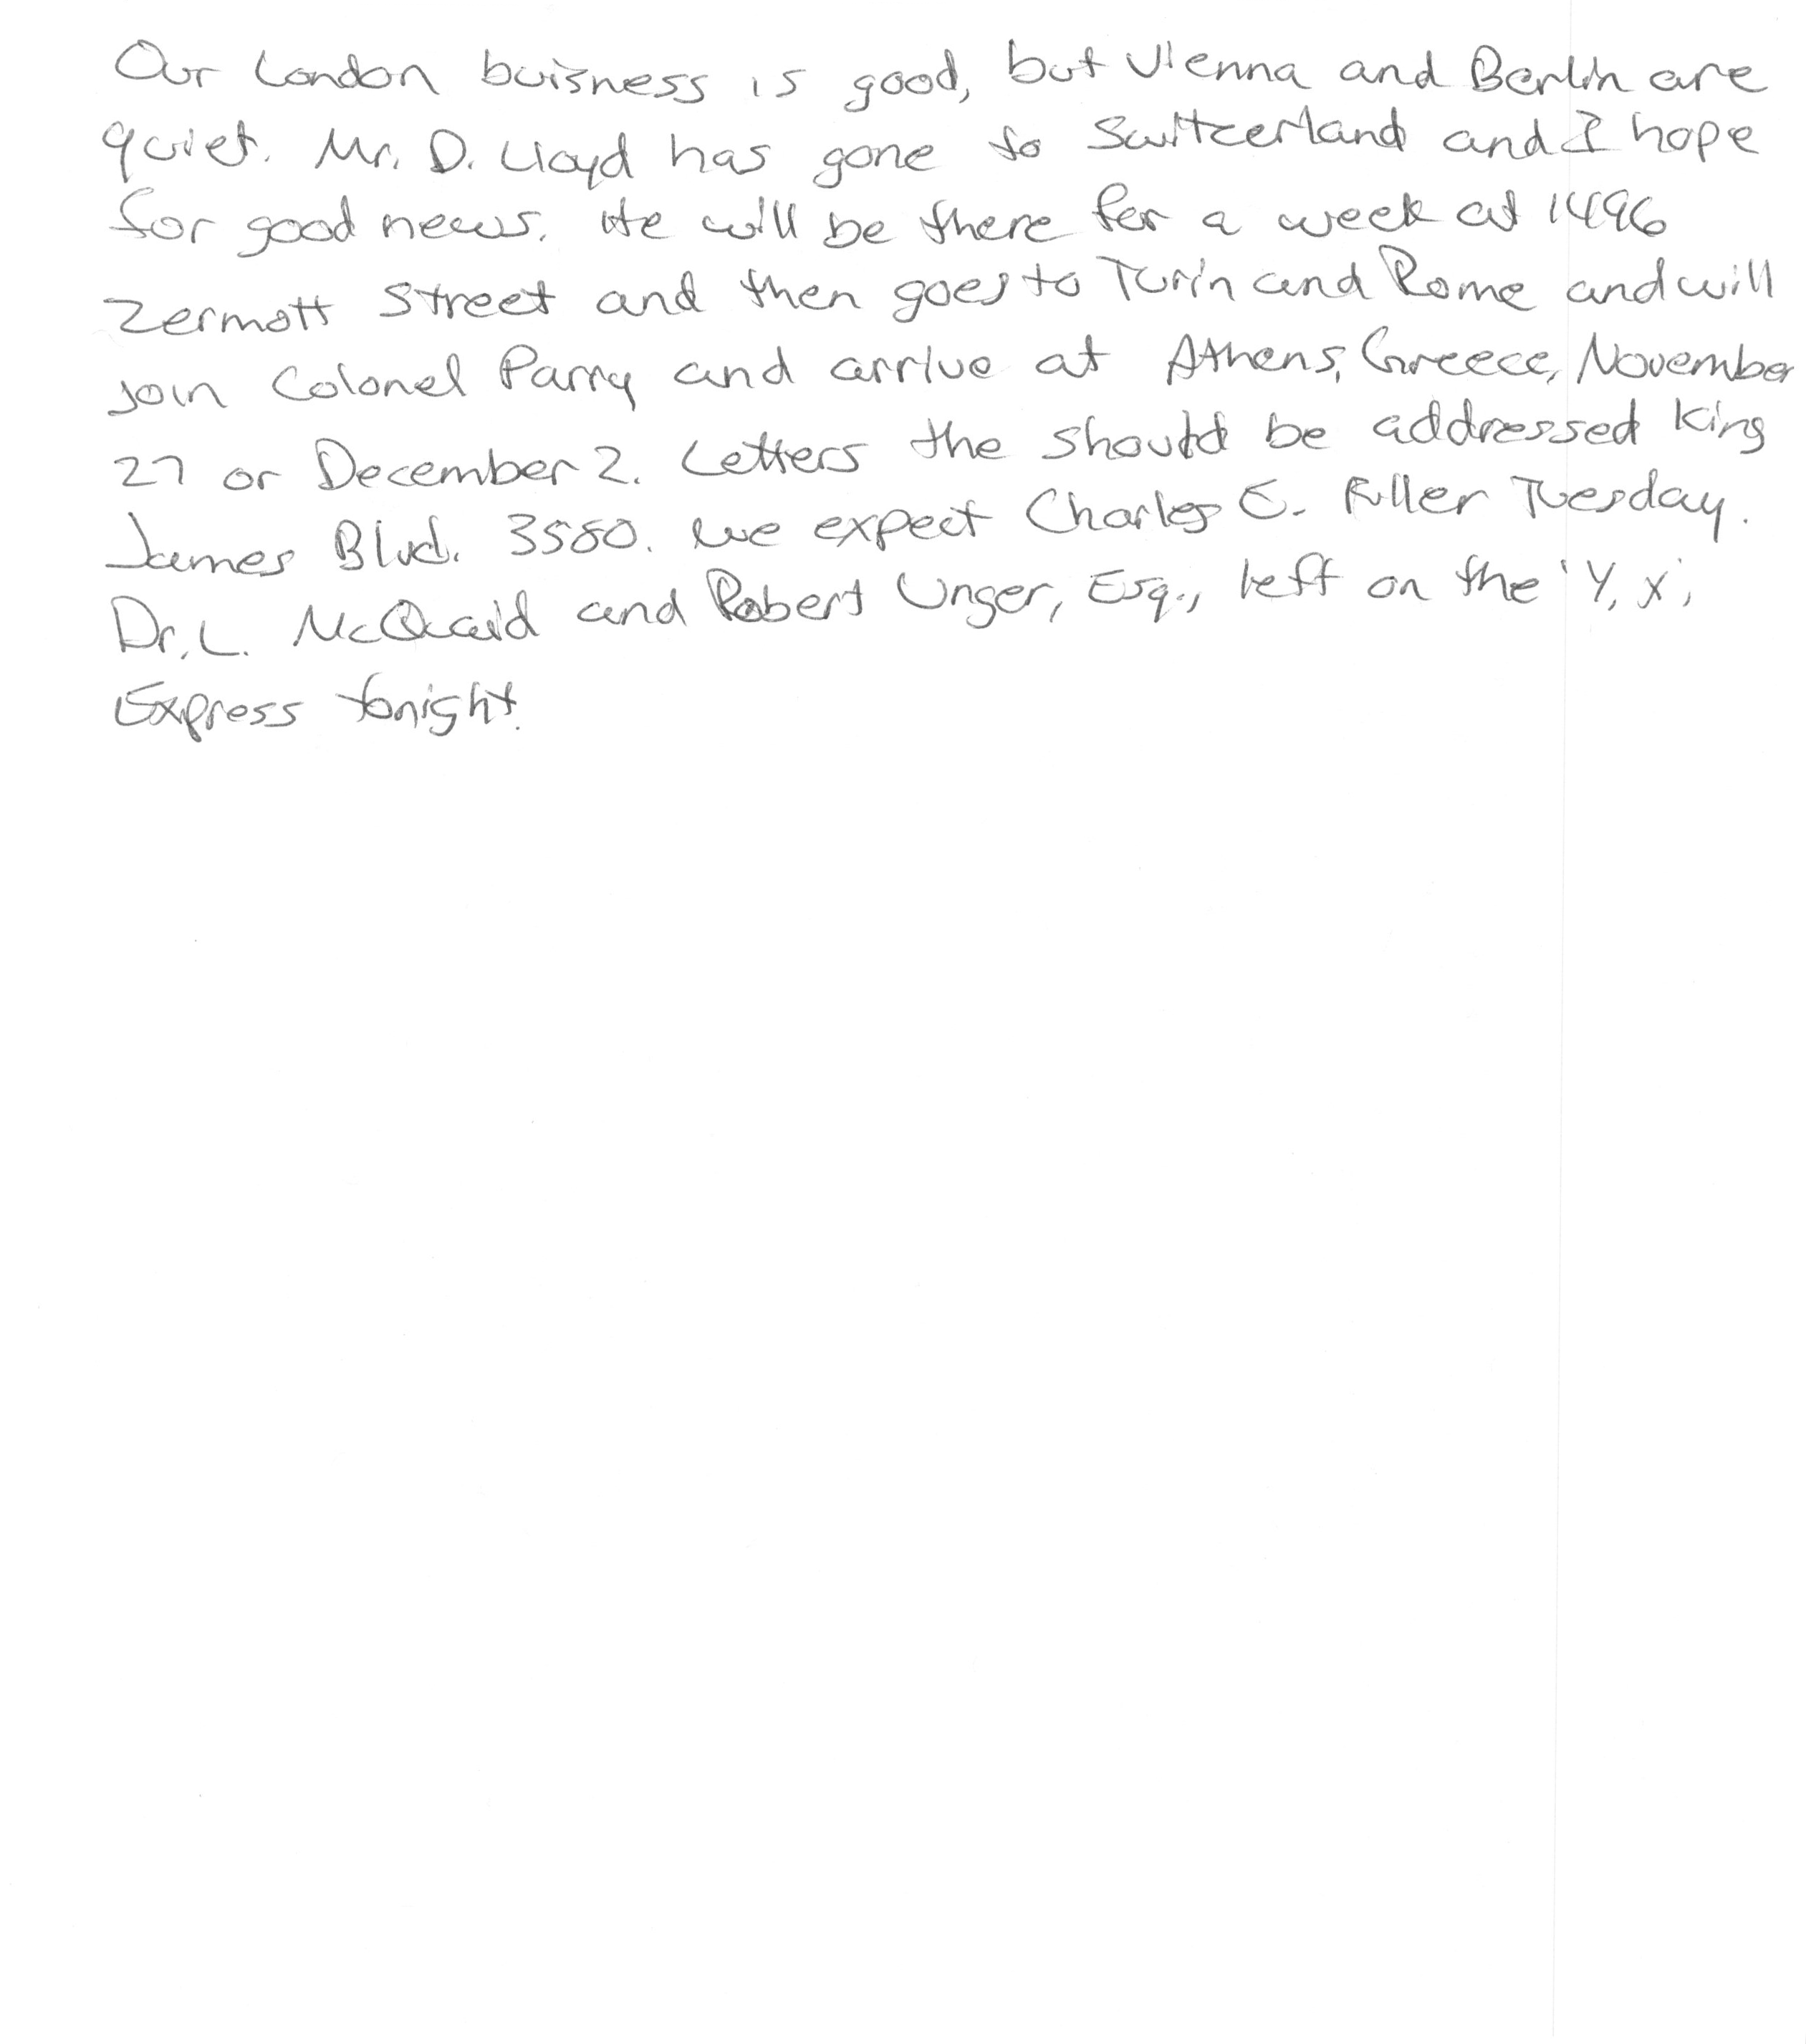 Our London buisness is good, but Vienna and Berlin are
quiet. Mr. D. Lloyd has gone to Switzerland and I hope
for good news. He will be there for a week at 1496
Zermott Street and then goes to Turin and Rome and will
join Colonel Parry and arrive at Athens, Greece, November
27 or December 2. Letters the should be addressed King
James Blvd. 3580. We expect Charles E. Fuller Tuesday.
Dr. L. McQuaid and Robert Unger, Esq., left on the 'Y, X',
Express tonight.